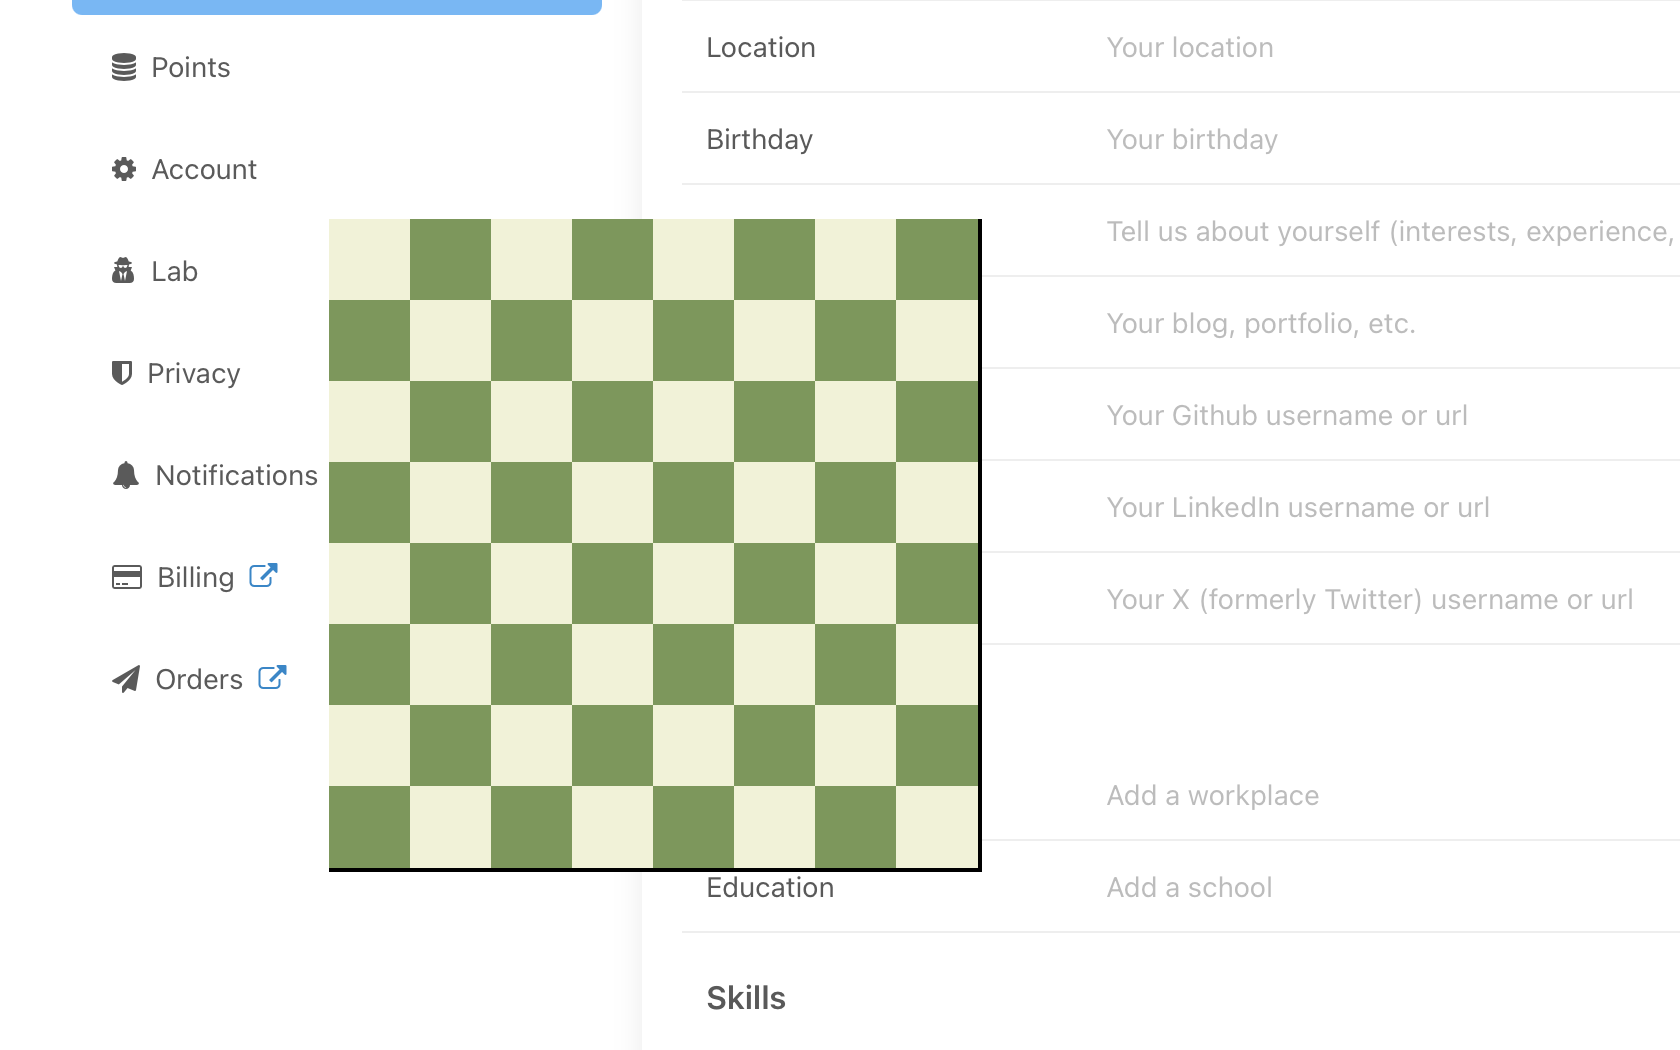 Points
Account
Lab
Privacy
Notifications
Billing
Orders
Location
Your location
Birthday
Your birthday
Tell us about yourself (interests, experience,
Your blog, portfolio, etc.
Your Github username or url
Your LinkedIn username or url
Your X (formerly Twitter) username or url
Add a workplace
Education
Add a school
Skills